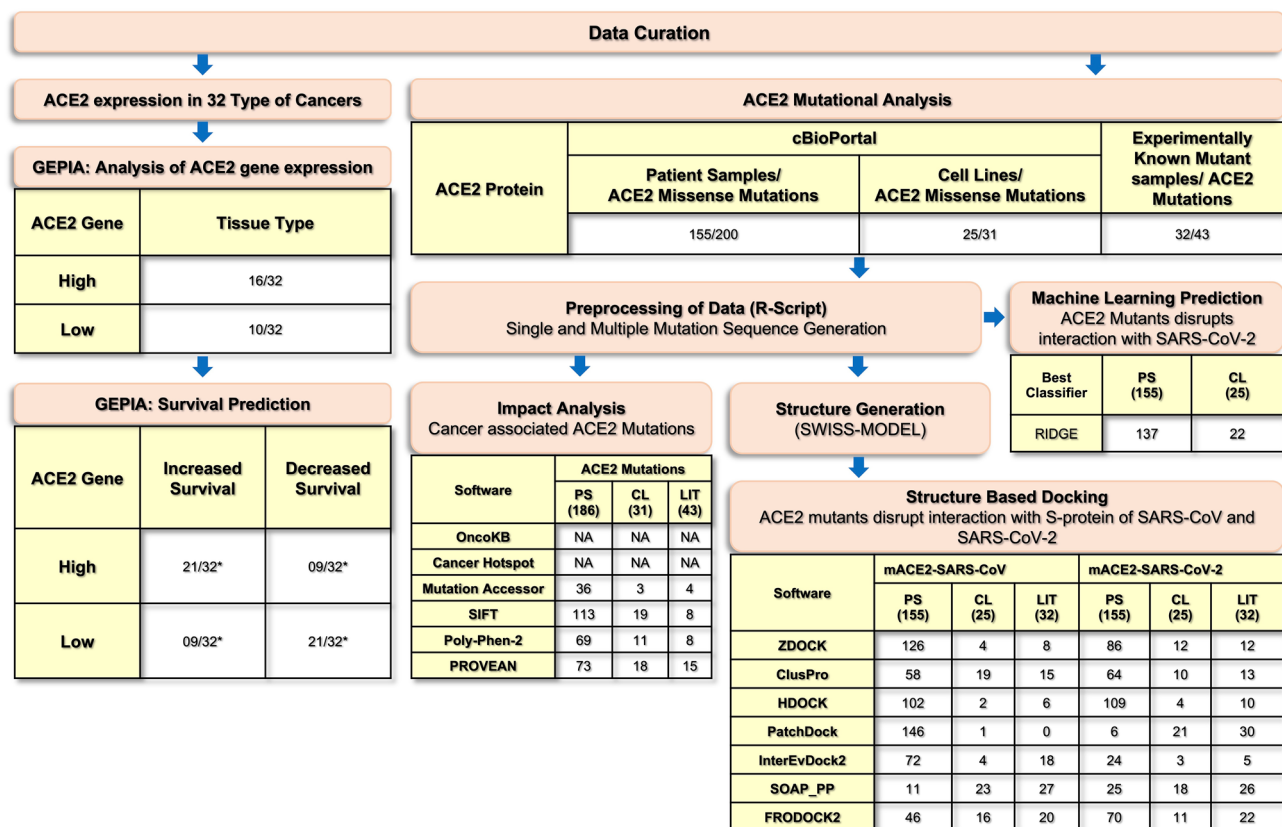 Data Curation
ACE2 expression in 32 Type of Cancers
GEPIA: Analysis of ACE2 gene expression
ACE2 Gene Tissue Type
High 16/32
Low 10/32
GEPIA: Survival Prediction
ACE2 Gene Increased Survival Decreased Survival
High 21/32* 09/32*
Low 09/32* 21/32*
ACE2 Mutational Analysis
ACE2 Protein
cBioPortal
Patient Samples/
ACE2 Missense Mutations
Cell Lines/
ACE2 Missense Mutations
Experimentally
Known Mutant
samples/ ACE2
Mutations
155/200 25/31 32/43
Preprocessing of Data (R-Script)
Single and Multiple Mutation Sequence Generation
Machine Learning Prediction
ACE2 Mutants disrupts
interaction with SARS-CoV-2
Best Classifier PS (155) CL (25)
RIDGE 137 22
Impact Analysis
Cancer associated ACE2 Mutations
Software ACE2 Mutations
PS (186) CL (31) LIT (43)
OncoKB NA NA NA
Cancer Hotspot NA NA NA
Mutation Accessor 36 3 4
SIFT 113 19 8
Poly-Phen-2 69 11 8
PROVEAN 73 18 15
Structure Generation
(SWISS-MODEL)
Structure Based Docking
ACE2 mutants disrupt interaction with S-protein of SARS-CoV and
SARS-CoV-2
Software mACE2-SARS-CoV mACE2-SARS-CoV-2
PS (155) CL (25) LIT (32) PS (155) CL (25) LIT (32)
ZDOCK 126 4 8 86 12 12
ClusPro 58 19 15 64 10 13
HDOCK 102 2 6 109 4 10
PatchDock 146 1 0 6 21 30
InterEvDock2 72 4 18 24 3 5
SOAP_PP 11 23 27 25 18 26
FRODOCK2 46 16 20 70 11 22